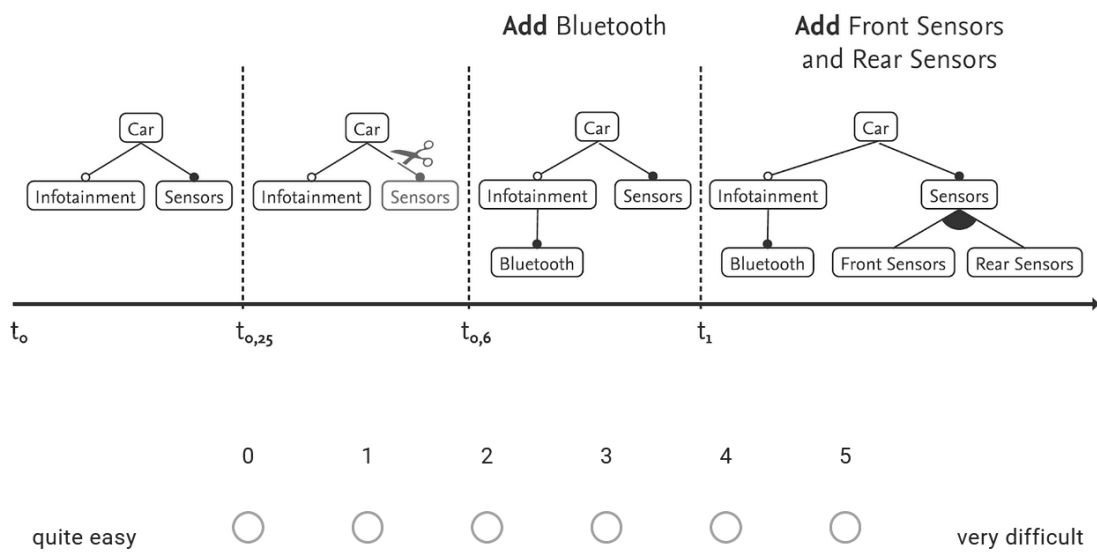 Add Bluetooth
Add Front Sensors
and Rear Sensors
Car
Car
Car
Car
Infotainment
Sensors
Infotainment
Sensors
Infotainment
Sensors
Infotainment
Sensors
Bluetooth
Bluetooth
Front Sensors
Rear Sensors
t0
t0,25
t0,6
t1
0 1 2 3 4 5
quite easy
very difficult